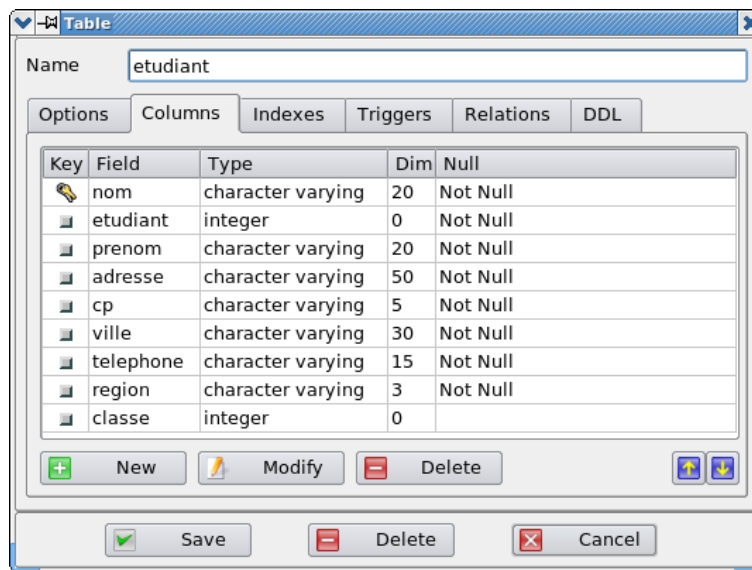 Table
Name etudiant
Options Columns Indexes Triggers Relations DDL
Key Field Type Dim Null
nom character varying 20 Not Null
etudiant integer 0 Not Null
prenom character varying 20 Not Null
adresse character varying 50 Not Null
cp character varying 5 Not Null
ville character varying 30 Not Null
telephone character varying 15 Not Null
region character varying 3 Not Null
classe integer 0
New Modify Delete
Save Delete Cancel